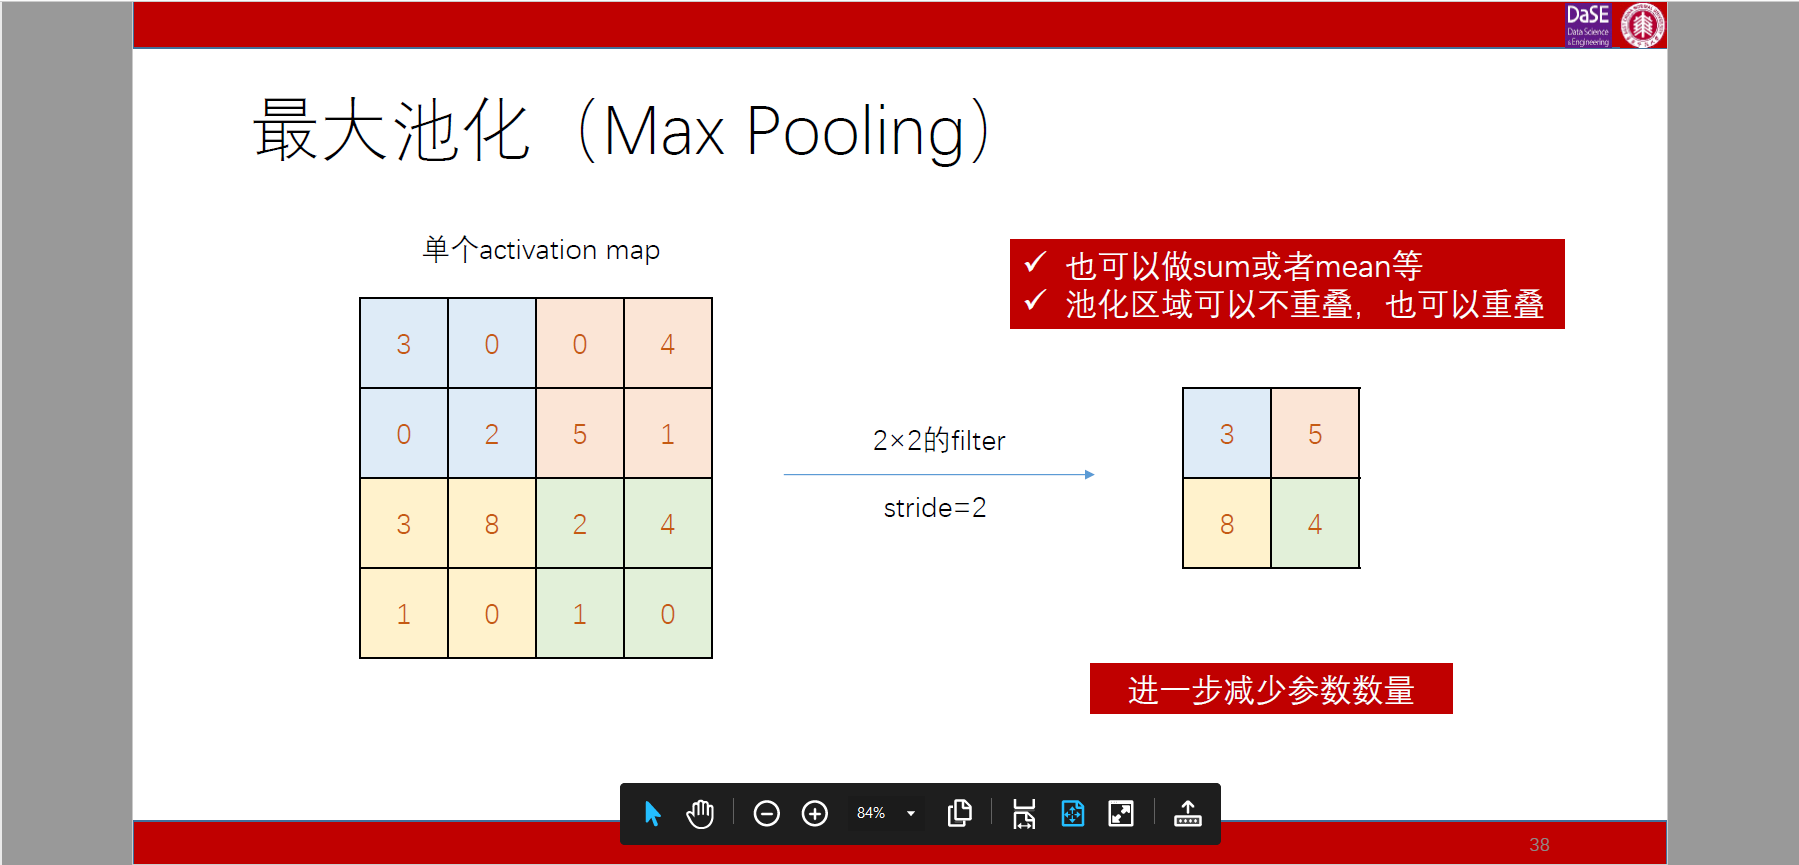 DaSE
Data Science
& Engineering
最大池化（Max Pooling）
单个activation map
✓ 也可以做sum或者mean等
✓ 池化区域可以不重叠，也可以重叠
3 0 0 4
0 2 5 1
3 8 2 4
1 0 1 0
2×2的filter
stride=2
3 5
8 4
进一步减少参数数量
84%
38